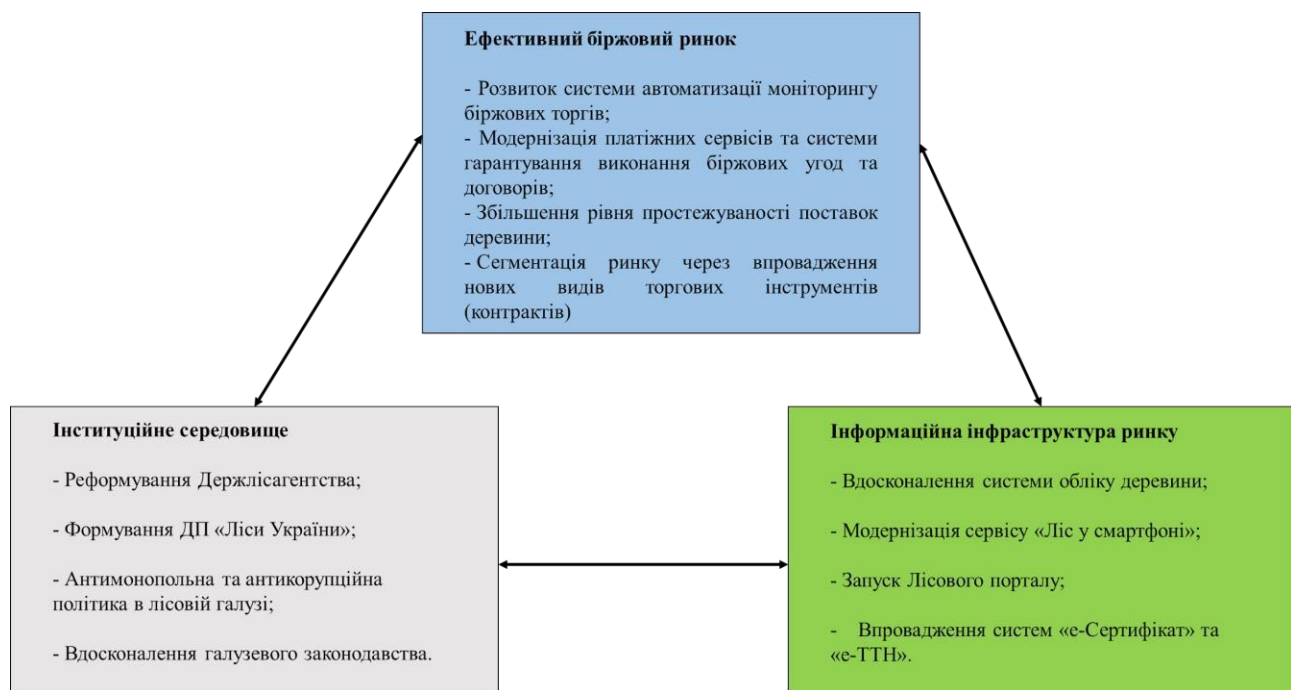 Ефективний біржовий ринок
- Розвиток системи автоматизації моніторингу
біржових торгів;
- Модернізація платіжних сервісів та системи
гарантування виконання біржових угод та
договорів;
- Збільшення рівня простежуваності поставок
деревини;
- Сегментація ринку через впровадження
нових видів торгових інструментів
(контрактів)
Інституційне середовище
- Реформування Держлісагентства;
- Формування ДП «Ліси України»;
- Антимонопольна та антикорупційна
політика в лісовій галузі;
- Вдосконалення галузевого законодавства.
Інформаційна інфраструктура ринку
- Вдосконалення системи обліку деревини;
- Модернізація сервісу «Ліс у смартфоні»;
- Запуск Лісового порталу;
- Впровадження систем «е-Сертифікат» та
«е-ТТН».